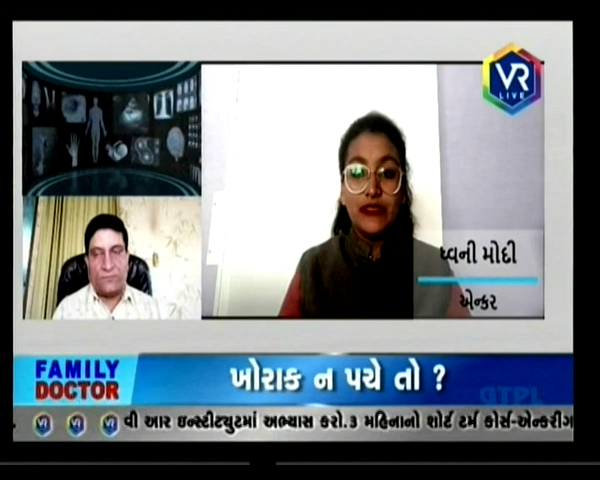 VR
LIVE
ધ્વની મોદી
એન્કર
FAMILY
DOCTOR
ખોરાક ન પચે તો ?
GTPL
વી આર ઇન્સ્ટીટ્યુટમાં અભ્યાસ કરો.૩ મહિનાનો શોર્ટ ટર્મ કોર્સ-એન્કરીંગ